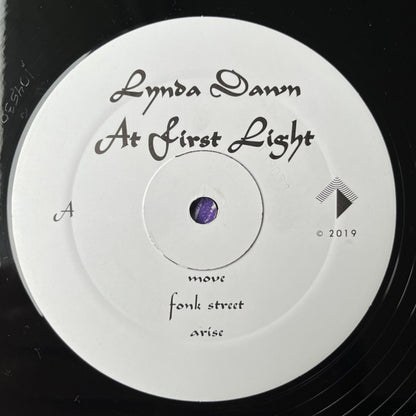 Lynda Dawn
At First Light
A
© 2019
move
fonk street
arise